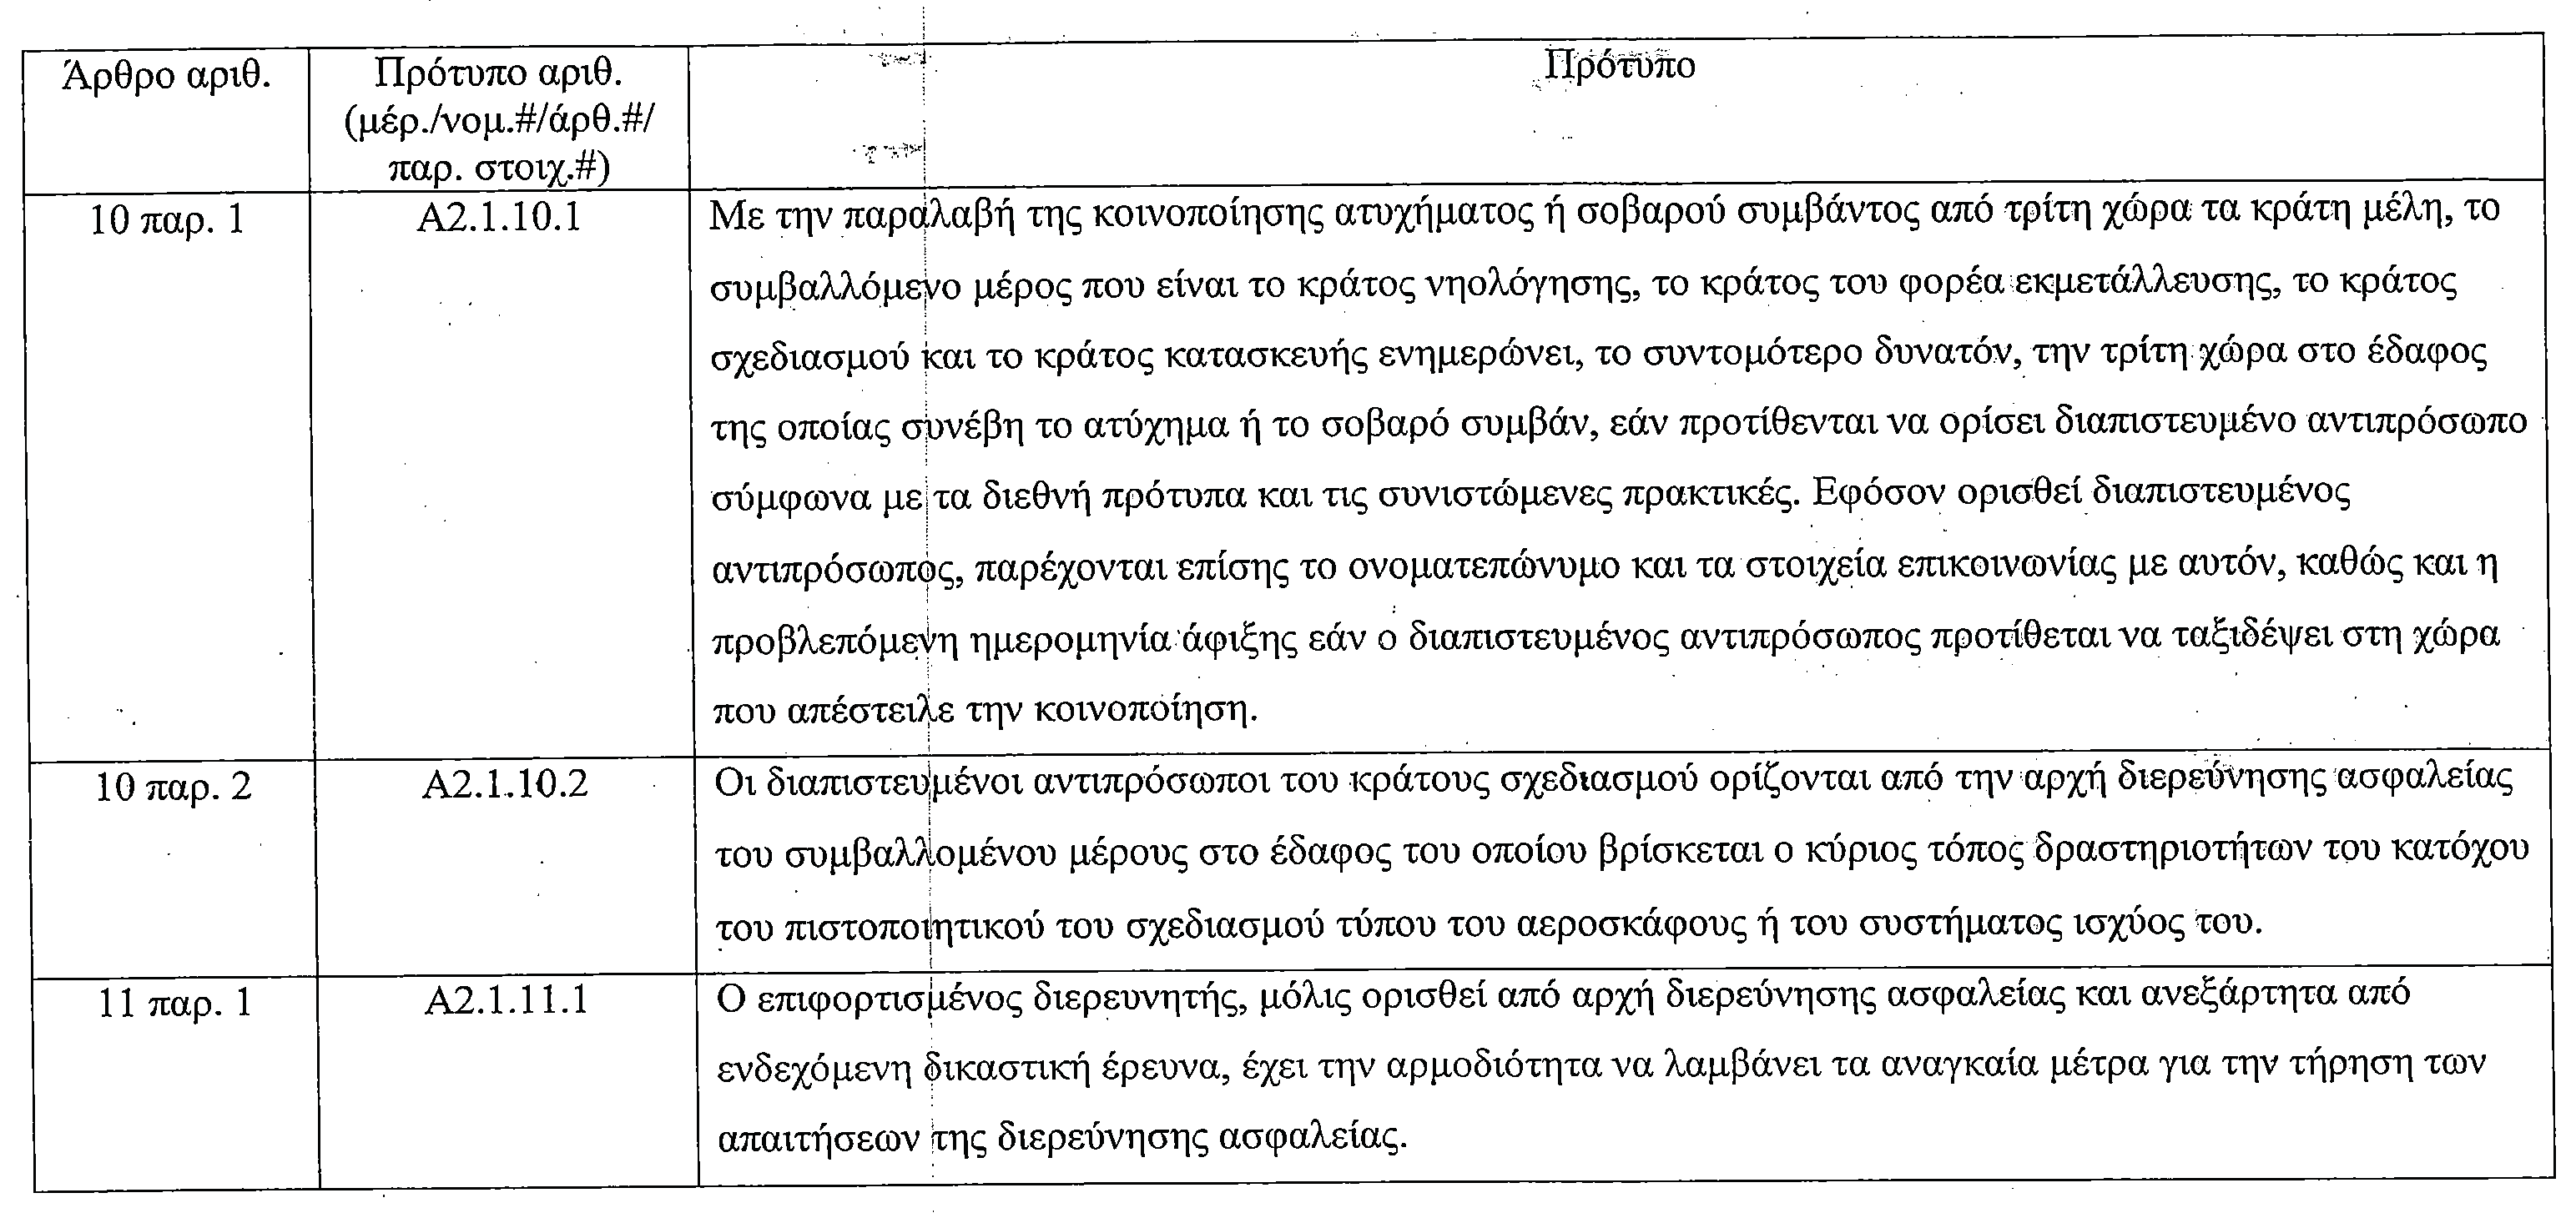 Άρθρο αριθ.
Πρότυπο αριθ.
(μέρ./νομ.#/άρθ.#/
παρ. στοιχ.#)
Πρότυπο
10 παρ. 1
A2.1.10.1
Με την παραλαβή της κοινοποίησης ατυχήματος ή σοβαρού συμβάντος από τρίτη χώρα τα κράτη μέλη, το
συμβαλλόμενο μέρος που είναι το κράτος νηολόγησης, το κράτος του φορέα εκμετάλλευσης, το κράτος
σχεδιασμού και το κράτος κατασκευής ενημερώνει, το συντομότερο δυνατόν, την τρίτη χώρα στο έδαφος
της οποίας συνέβη το ατύχημα ή το σοβαρό συμβάν, εάν προτίθενται να ορίσει διαπιστευμένο αντιπρόσωπο
σύμφωνα με τα διεθνή πρότυπα και τις συνιστώμενες πρακτικές. Εφόσον ορισθεί διαπιστευμένος
αντιπρόσωπος, παρέχονται επίσης το ονοματεπώνυμο και τα στοιχεία επικοινωνίας με αυτόν, καθώς και η
προβλεπόμενη ημερομηνία άφιξης εάν ο διαπιστευμένος αντιπρόσωπος προτίθεται να ταξιδέψει στη χώρα
που απέστειλε την κοινοποίηση.
10 παρ. 2
A2.1.10.2
Οι διαπιστευμένοι αντιπρόσωποι του κράτους σχεδιασμού ορίζονται από την αρχή διερεύνησης ασφαλείας
του συμβαλλομένου μέρους στο έδαφος του οποίου βρίσκεται ο κύριος τόπος δραστηριοτήτων του κατόχου
του πιστοποιητικού του σχεδιασμού τύπου του αεροσκάφους ή του συστήματος ισχύος του.
11 παρ. 1
A2.1.11.1
Ο επιφορτισμένος διερευνητής, μόλις ορισθεί από αρχή διερεύνησης ασφαλείας και ανεξάρτητα από
ενδεχόμενη δικαστική έρευνα, έχει την αρμοδιότητα να λαμβάνει τα αναγκαία μέτρα για την τήρηση των
απαιτήσεων της διερεύνησης ασφαλείας.